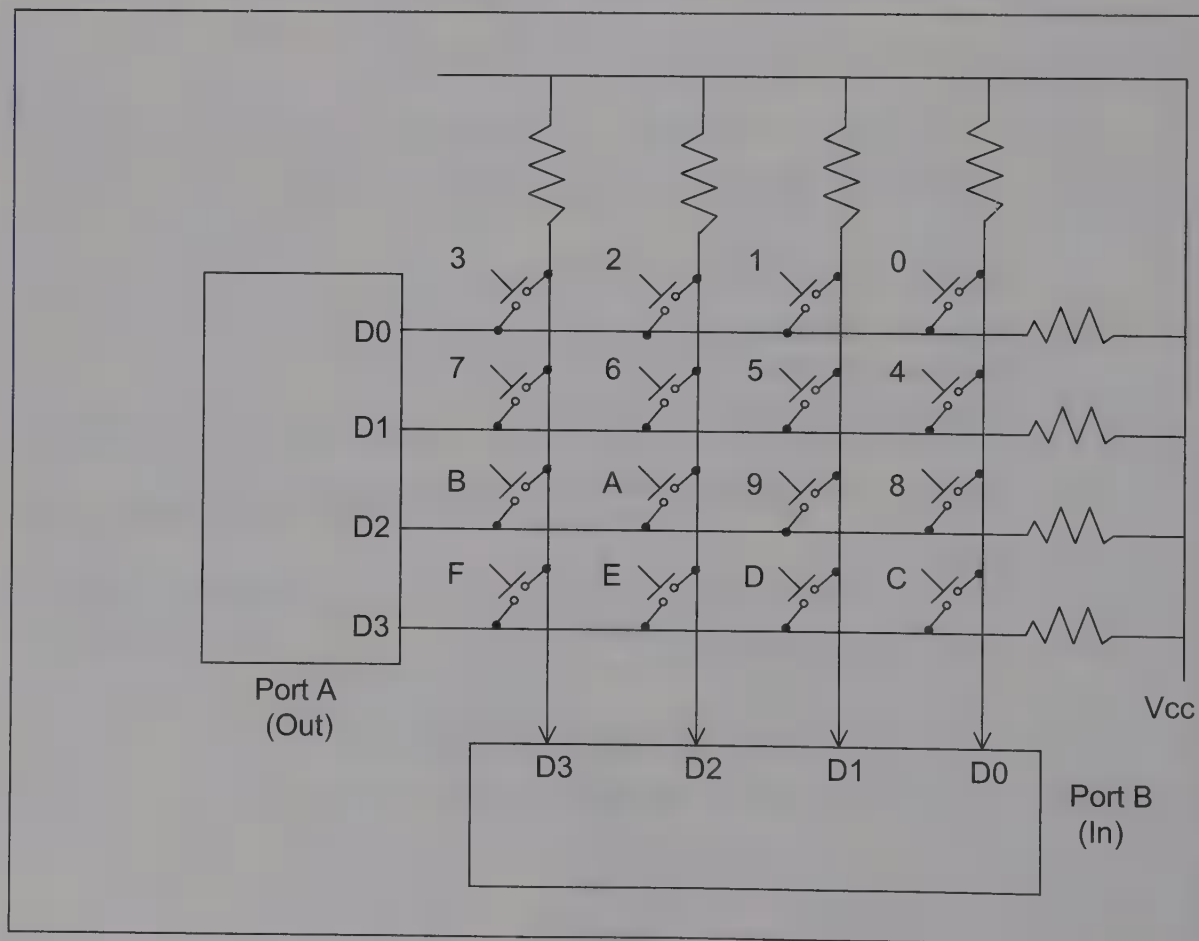 3 2 1 0
D0
7 6 5 4
D1
B A 9 8
D2
F E D C
D3
Port A
(Out)
Vcc
D3 D2 D1 D0
Port B
(In)